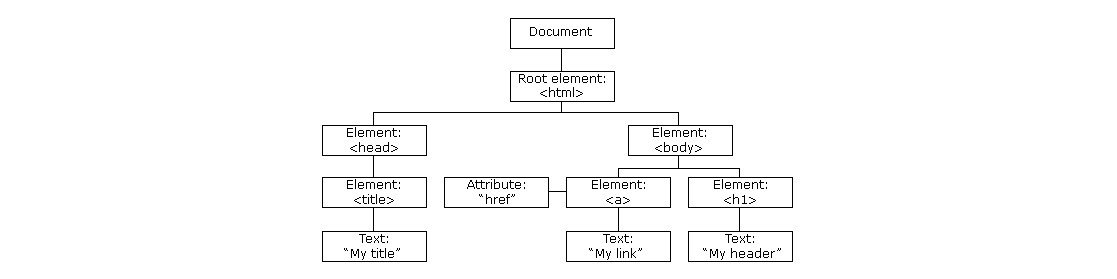 Document
Root element:
<html>
Element:
<head>
Element:
<body>
Element:
<title>
Attribute:
“href”
Element:
<a>
Element:
<h1>
Text:
“My title”
Text:
“My link”
Text:
“My header”